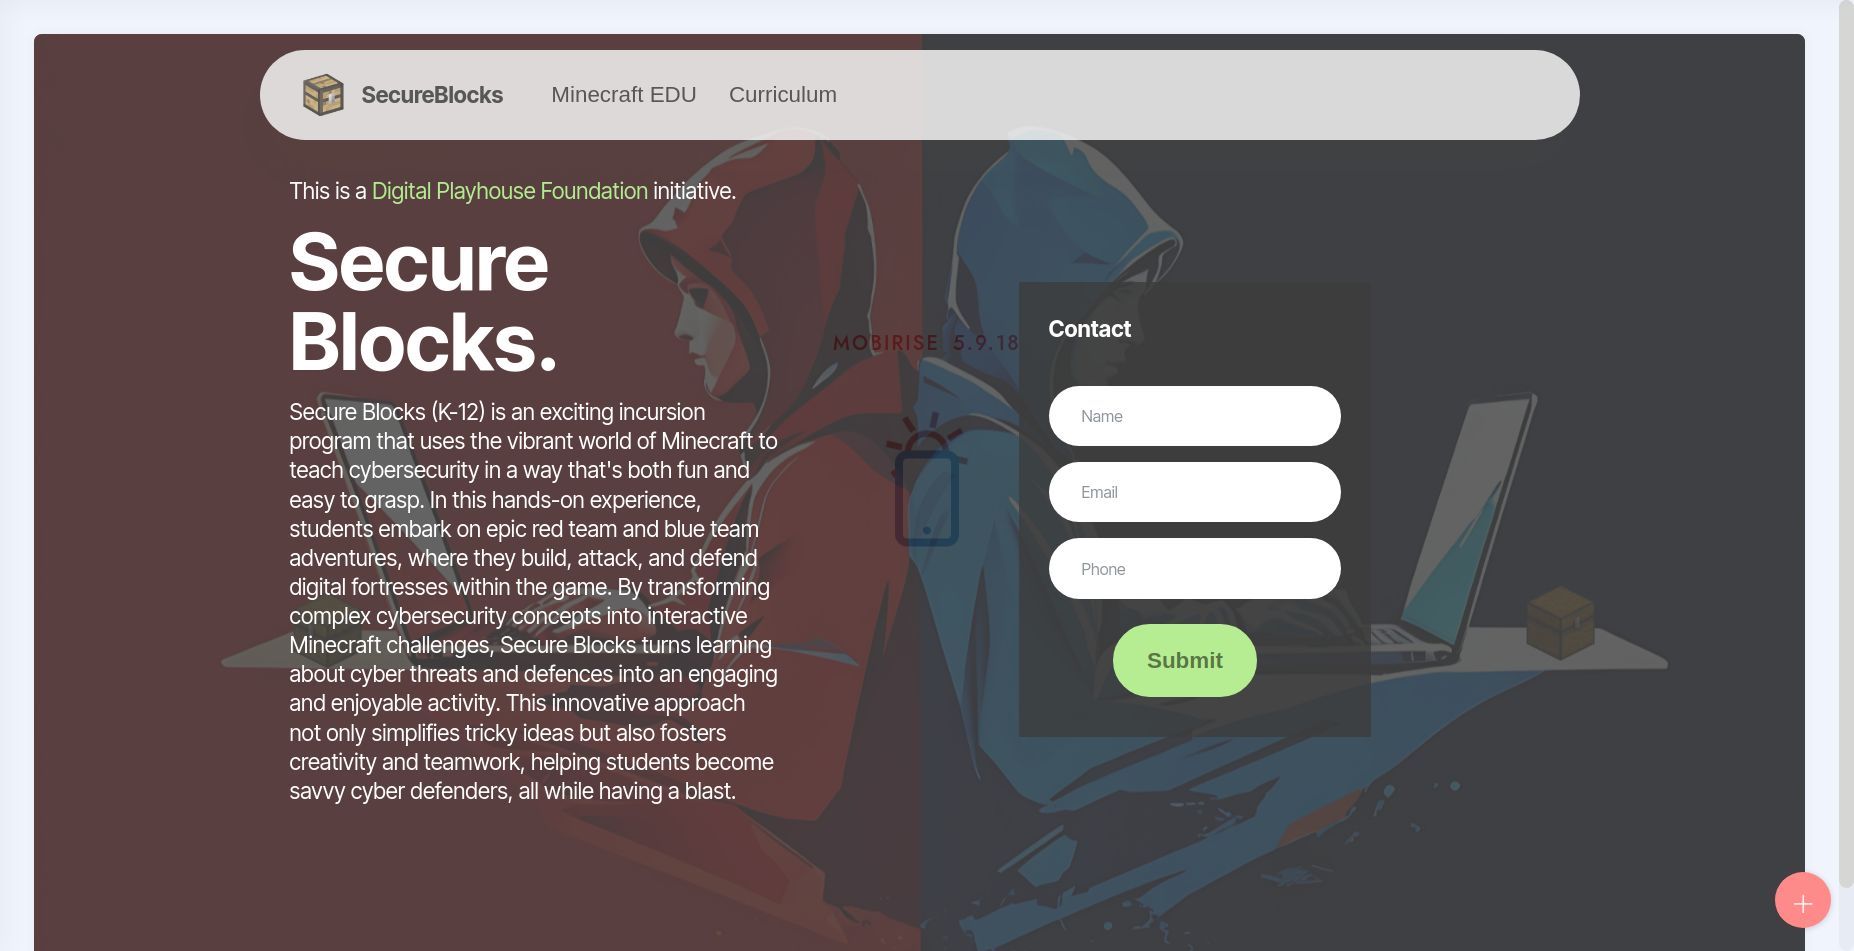 SecureBlocks
Minecraft EDU
Curriculum
This is a Digital Playhouse Foundation initiative.
Secure
Blocks.
Secure Blocks (K-12) is an exciting incursion
program that uses the vibrant world of Minecraft to
teach cybersecurity in a way that's both fun and
easy to grasp. In this hands-on experience,
students embark on epic red team and blue team
adventures, where they build, attack, and defend
digital fortresses within the game. By transforming
complex cybersecurity concepts into interactive
Minecraft challenges, Secure Blocks turns learning
about cyber threats and defences into an engaging
and enjoyable activity. This innovative approach
not only simplifies tricky ideas but also fosters
creativity and teamwork, helping students become
savvy cyber defenders, all while having a blast.
MOBIRISE 5.9.18
Contact
Name
Email
Phone
Submit
+